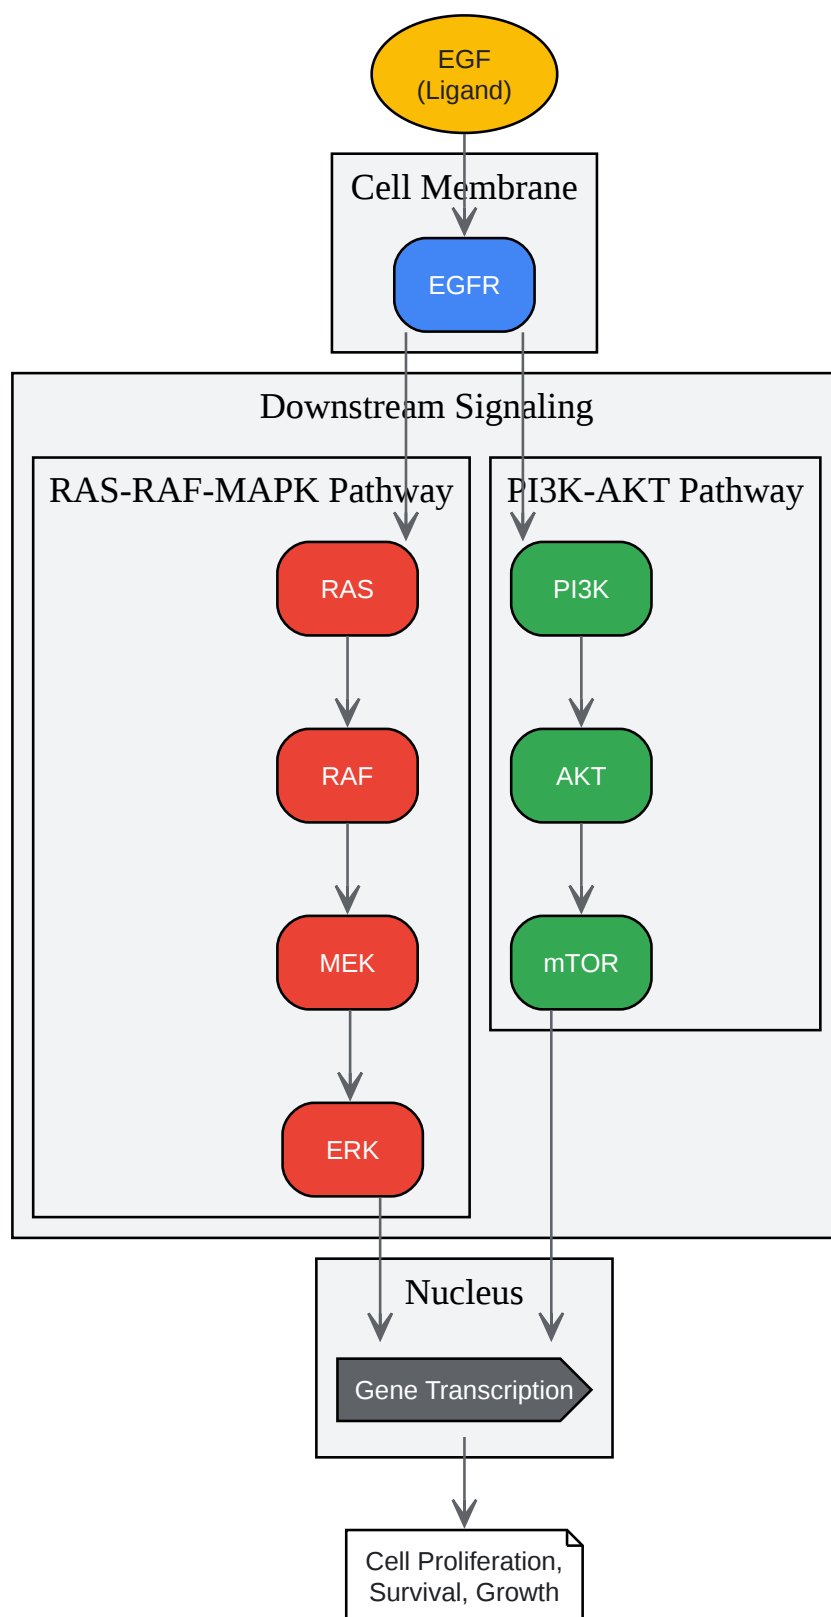 EGF
(Ligand)
Cell Membrane
EGFR
Downstream Signaling
RAS-RAF-MAPK Pathway
PI3K-AKT Pathway
RAS
PI3K
RAF
AKT
MEK
mTOR
ERK
Nucleus
Gene Transcription
Cell Proliferation,
Survival, Growth